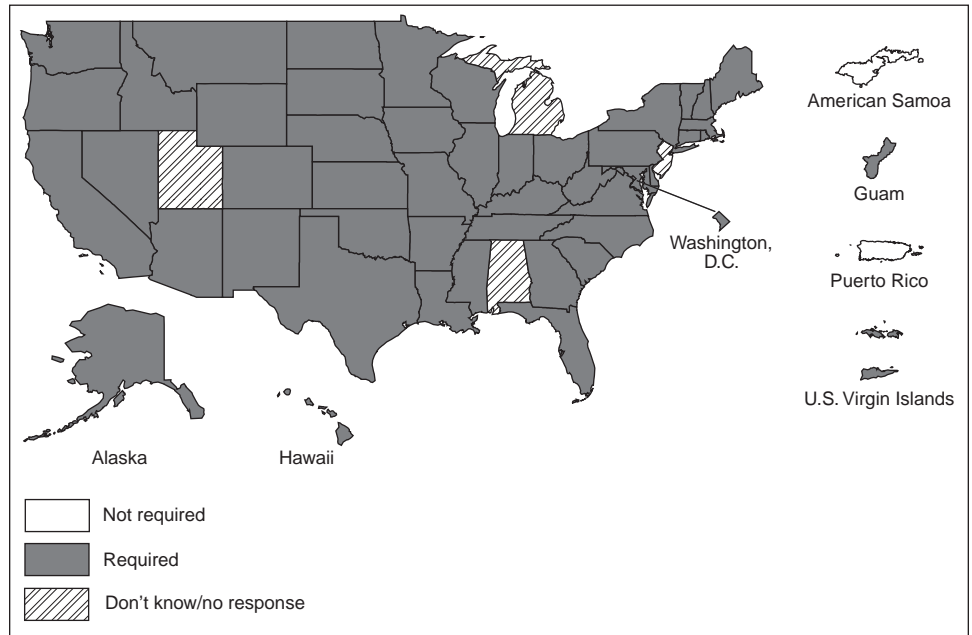 American Samoa
Guam
Washington,
D.C.
Puerto Rico
U.S. Virgin Islands
Alaska
Hawaii
Not required
Required
Don't know/no response